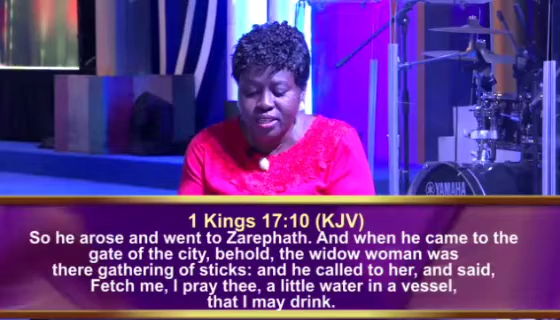 YAMAHA
1 Kings 17:10 (KJV)
So he arose and went to Zarephath. And when he came to the
gate of the city, behold, the widow woman was
there gathering of sticks: and he called to her, and said,
Fetch me, I pray thee, a little water in a vessel,
that I may drink.